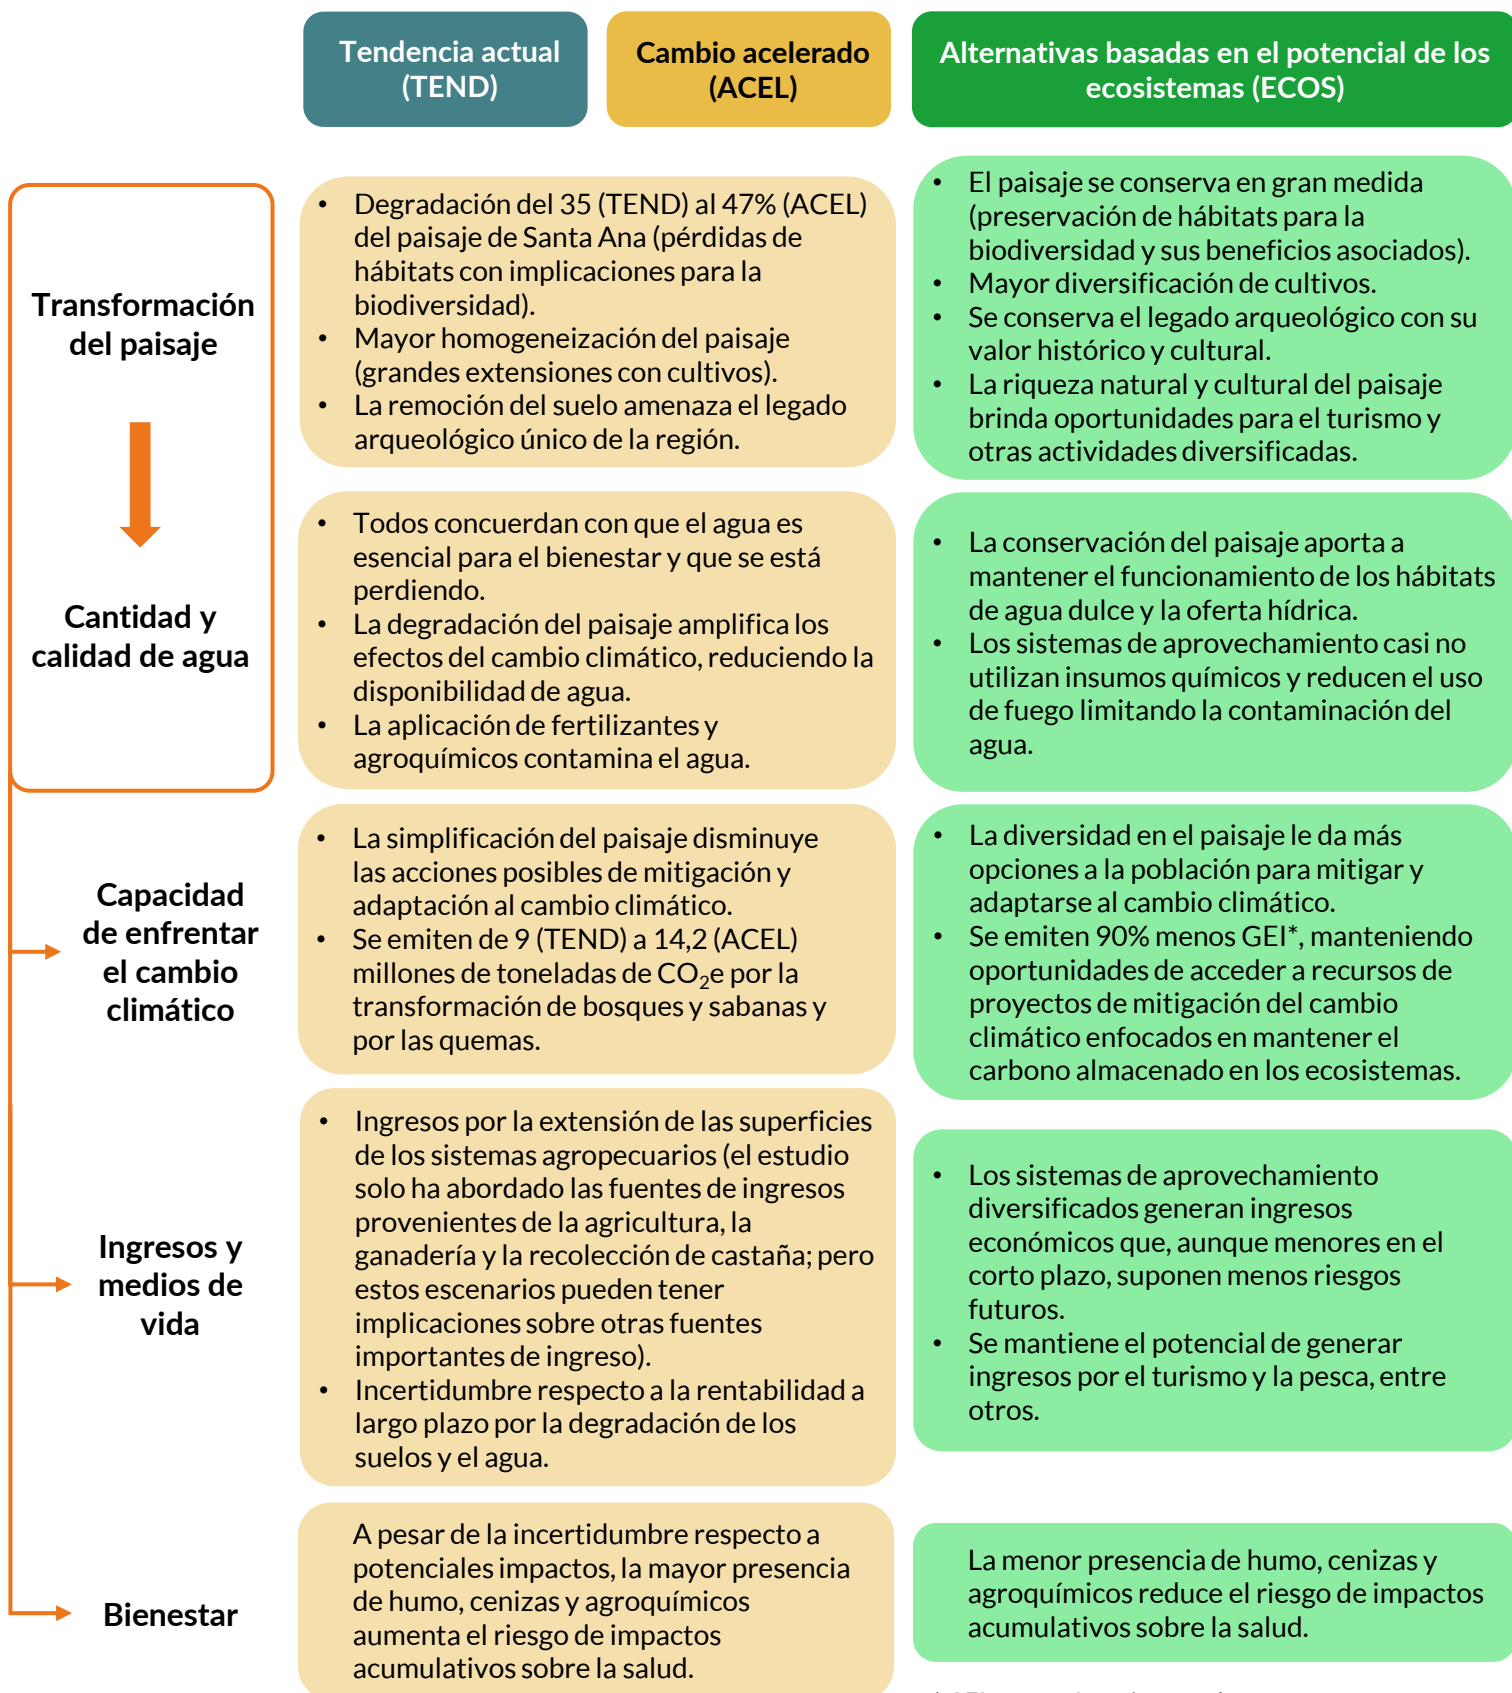 Tendencia actual
(TEND)
Cambio acelerado
(ACEL)
Alternativas basadas en el potencial de los
ecosistemas (ECOS)
Transformación
del paisaje
• Degradación del 35 (TEND) al 47% (ACEL)
del paisaje de Santa Ana (pérdidas de
hábitats con implicaciones para la
biodiversidad).
• Mayor homogeneización del paisaje
(grandes extensiones con cultivos).
• La remoción del suelo amenaza el legado
arqueológico único de la región.
• El paisaje se conserva en gran medida
(preservación de hábitats para la
biodiversidad y sus beneficios asociados).
• Mayor diversificación de cultivos.
• Se conserva el legado arqueológico con su
valor histórico y cultural.
• La riqueza natural y cultural del paisaje
brinda oportunidades para el turismo y
otras actividades diversificadas.
Cantidad y
calidad de agua
• Todos concuerdan con que el agua es
esencial para el bienestar y que se está
perdiendo.
• La degradación del paisaje amplifica los
efectos del cambio climático, reduciendo la
disponibilidad de agua.
• La aplicación de fertilizantes y
agroquímicos contamina el agua.
• La conservación del paisaje aporta a
mantener el funcionamiento de los hábitats
de agua dulce y la oferta hídrica.
• Los sistemas de aprovechamiento casi no
utilizan insumos químicos y reducen el uso
de fuego limitando la contaminación del
agua.
Capacidad
de enfrentar
el cambio
climático
• La simplificación del paisaje disminuye
las acciones posibles de mitigación y
adaptación al cambio climático.
• Se emiten de 9 (TEND) a 14,2 (ACEL)
millones de toneladas de CO₂e por la
transformación de bosques y sabanas y
por las quemas.
• La diversidad en el paisaje le da más
opciones a la población para mitigar y
adaptarse al cambio climático.
• Se emiten 90% menos GEI*, manteniendo
oportunidades de acceder a recursos de
proyectos de mitigación del cambio
climático enfocados en mantener el
carbono almacenado en los ecosistemas.
Ingresos y
medios de
vida
• Ingresos por la extensión de las superficies
de los sistemas agropecuarios (el estudio
solo ha abordado las fuentes de ingresos
provenientes de la agricultura, la
ganadería y la recolección de castaña; pero
estos escenarios pueden tener
implicaciones sobre otras fuentes
importantes de ingreso).
• Incertidumbre respecto a la rentabilidad a
largo plazo por la degradación de los
suelos y el agua.
• Los sistemas de aprovechamiento
diversificados generan ingresos
económicos que, aunque menores en el
corto plazo, suponen menos riesgos
futuros.
• Se mantiene el potencial de generar
ingresos por el turismo y la pesca, entre
otros.
Bienestar
A pesar de la incertidumbre respecto a
potenciales impactos, la mayor presencia
de humo, cenizas y agroquímicos
aumenta el riesgo de impactos
acumulativos sobre la salud.
La menor presencia de humo, cenizas y
agroquímicos reduce el riesgo de impactos
acumulativos sobre la salud.